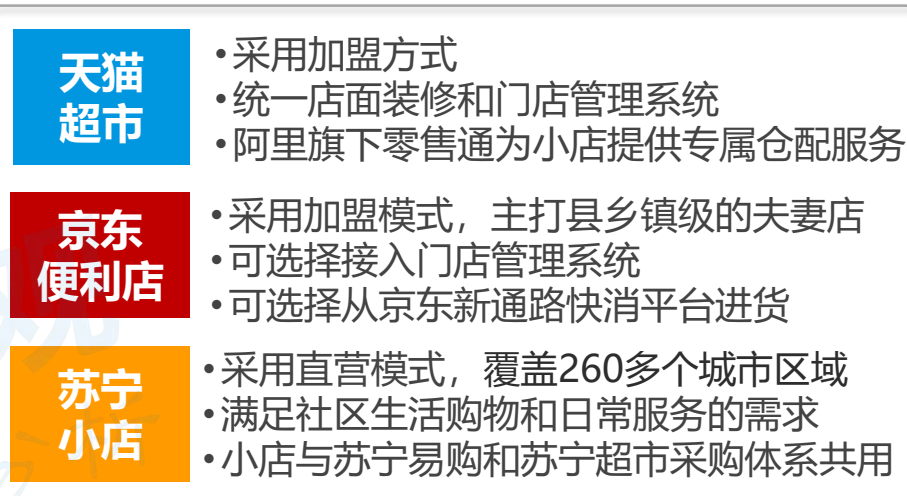 天猫
超市
•采用加盟方式
•统一店面装修和门店管理系统
•阿里旗下零售通为小店提供专属仓配服务
京东
便利店
•采用加盟模式，主打县乡镇级的夫妻店
•可选择接入门店管理系统
•可选择从京东新通路快消平台进货
苏宁
小店
•采用直营模式，覆盖260多个城市区域
•满足社区生活购物和日常服务的需求
•小店与苏宁易购和苏宁超市采购体系共用